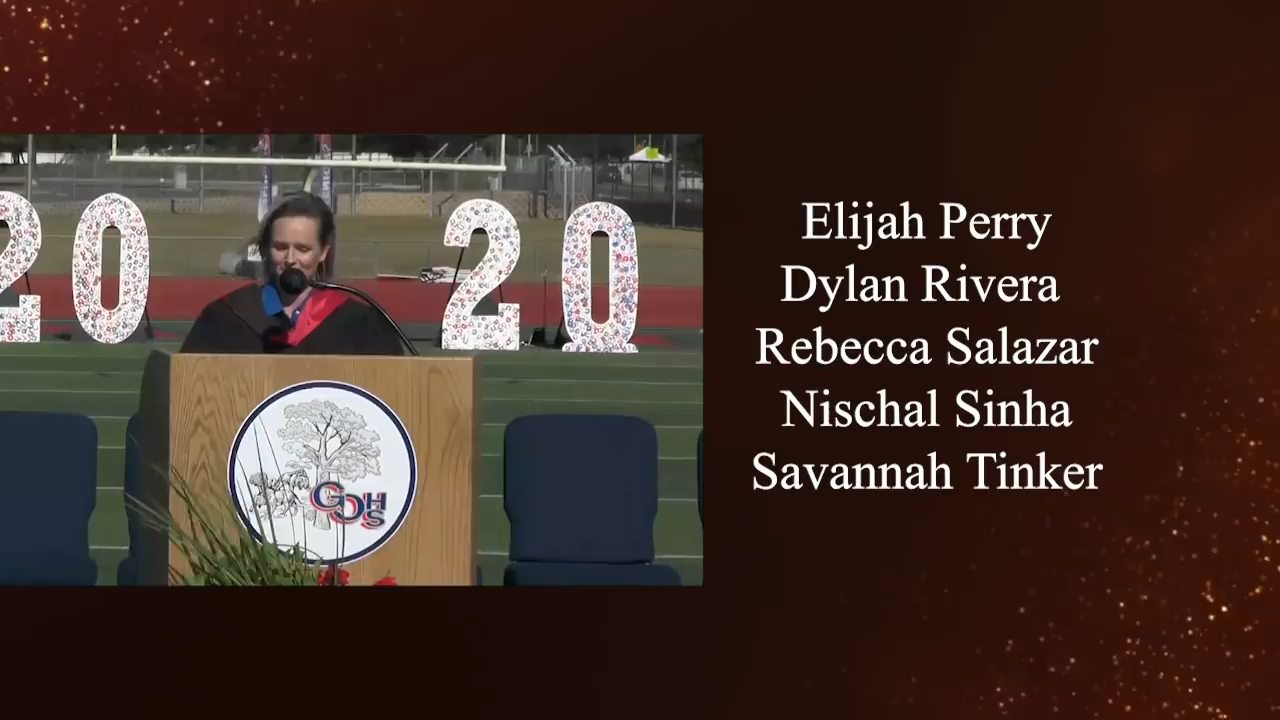 20 20
GOHS
Elijah Perry
Dylan Rivera
Rebecca Salazar
Nischal Sinha
Savannah Tinker